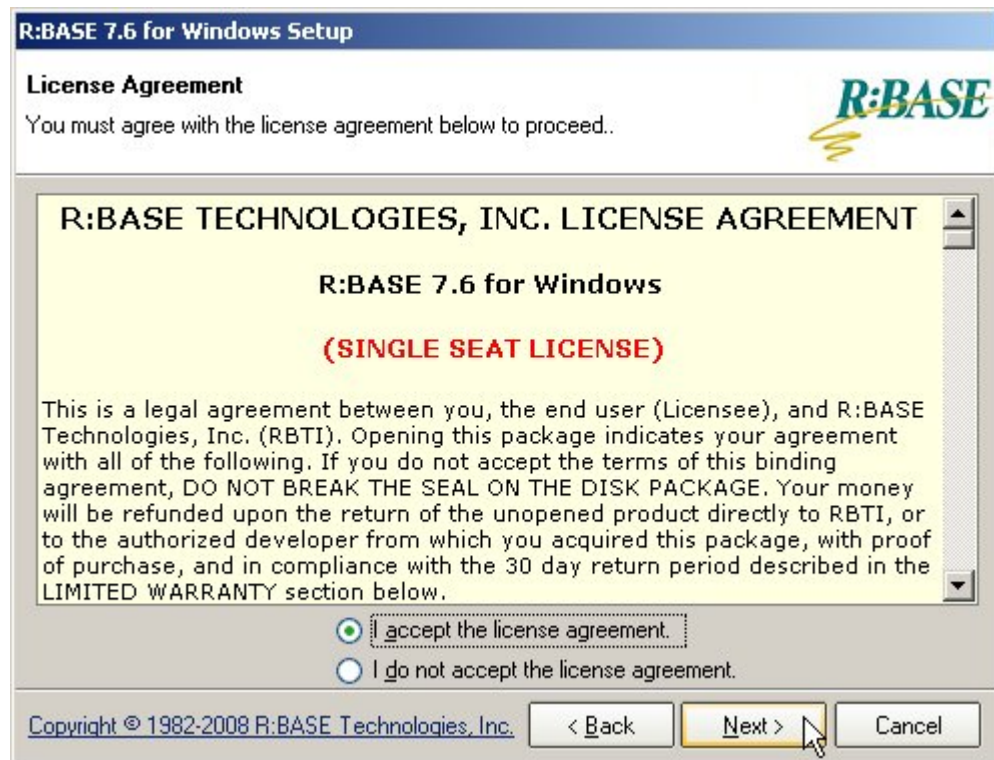 R:BASE 7.6 for Windows Setup
License Agreement
You must agree with the license agreement below to proceed..
R:BASE
R:BASE TECHNOLOGIES, INC. LICENSE AGREEMENT
R:BASE 7.6 for Windows
(SINGLE SEAT LICENSE)
This is a legal agreement between you, the end user (Licensee), and R:BASE
Technologies, Inc. (RBTI). Opening this package indicates your agreement
with all of the following. If you do not accept the terms of this binding
agreement, DO NOT BREAK THE SEAL ON THE DISK PACKAGE. Your money
will be refunded upon the return of the unopened product directly to RBTI, or
to the authorized developer from which you acquired this package, with proof
of purchase, and in compliance with the 30 day return period described in the
LIMITED WARRANTY section below.
I accept the license agreement.
I do not accept the license agreement.
Copyright © 1982-2008 R:BASE Technologies, Inc.
< Back
Next >
Cancel